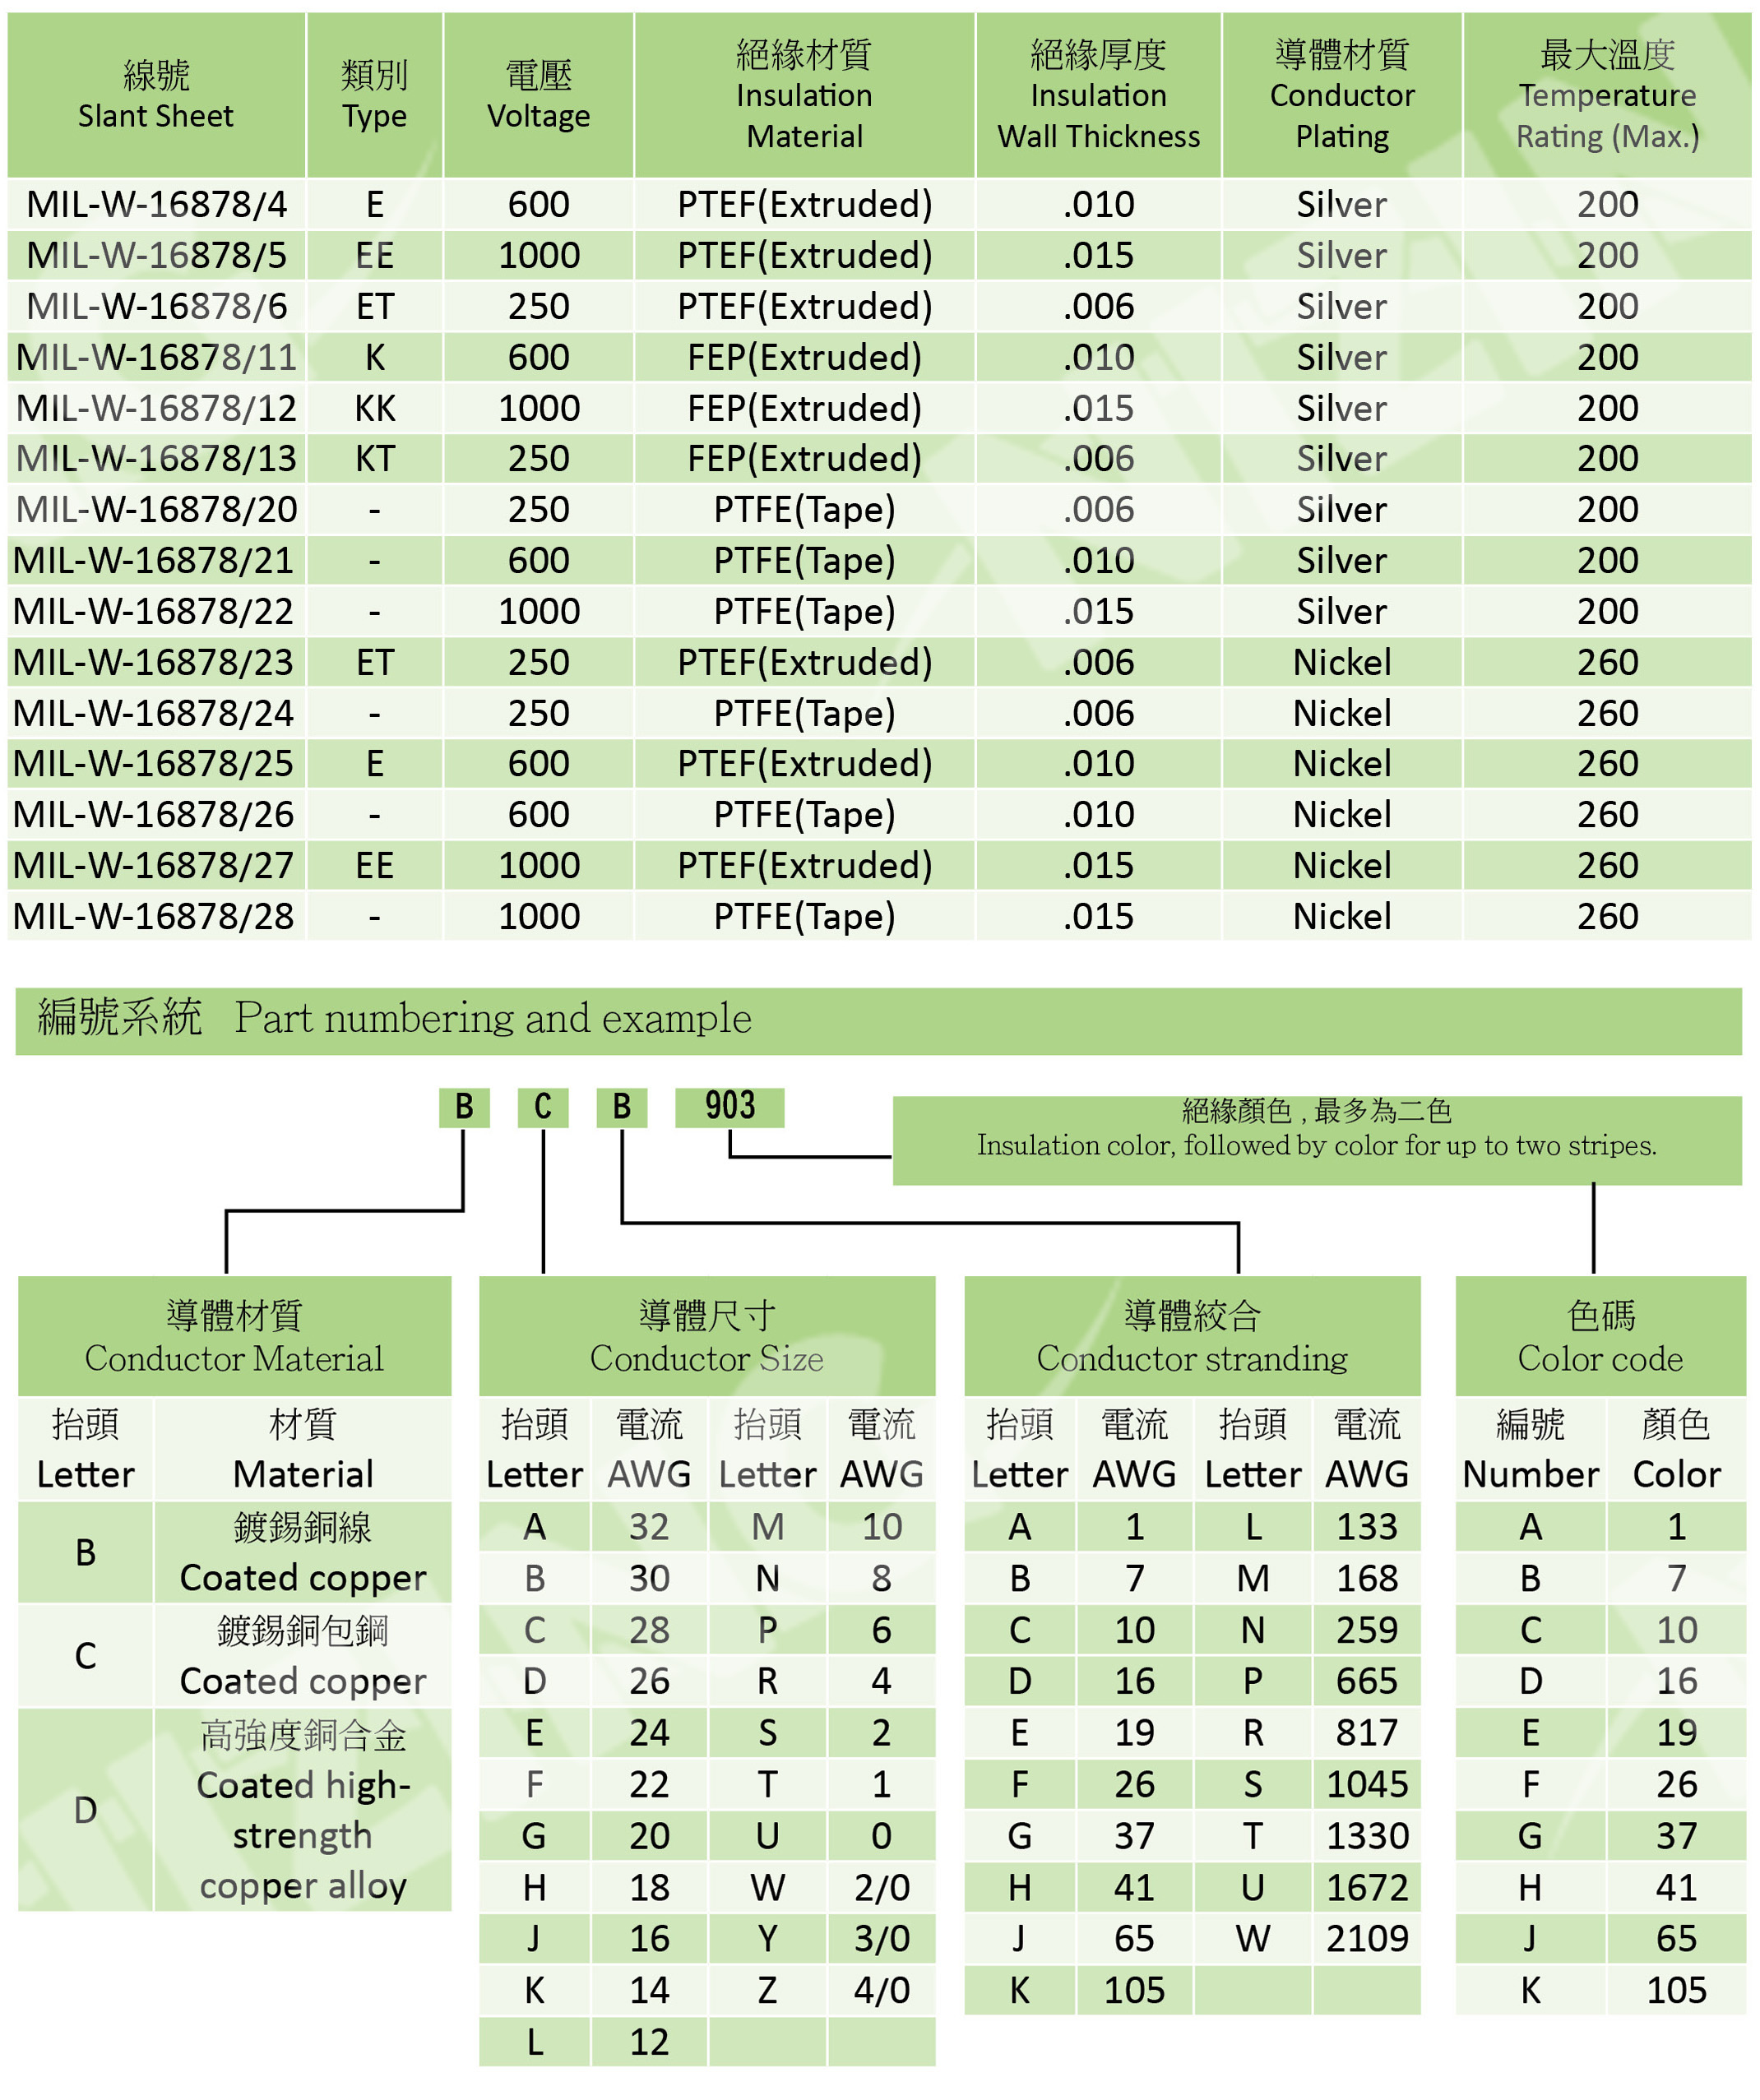 線號 類別 電壓 絕緣材質 絕緣厚度 導體材質 最大溫度
Slant Sheet Type Voltage Insulation Insulation Conductor Temperature
Material Wall Thickness Plating Rating (Max.)
MIL-W-16878/4 E 600 PTEF(Extruded) .010 Silver 200
MIL-W-16878/5 EE 1000 PTEF(Extruded) .015 Silver 200
MIL-W-16878/6 ET 250 PTEF(Extruded) .006 Silver 200
MIL-W-16878/11 K 600 FEP(Extruded) .010 Silver 200
MIL-W-16878/12 KK 1000 FEP(Extruded) .015 Silver 200
MIL-W-16878/13 KT 250 FEP(Extruded) .006 Silver 200
MIL-W-16878/20 - 250 PTFE(Tape) .006 Silver 200
MIL-W-16878/21 - 600 PTFE(Tape) .010 Silver 200
MIL-W-16878/22 - 1000 PTFE(Tape) .015 Silver 200
MIL-W-16878/23 ET 250 PTEF(Extruded) .006 Nickel 260
MIL-W-16878/24 - 250 PTFE(Tape) .006 Nickel 260
MIL-W-16878/25 E 600 PTEF(Extruded) .010 Nickel 260
MIL-W-16878/26 - 600 PTFE(Tape) .010 Nickel 260
MIL-W-16878/27 EE 1000 PTEF(Extruded) .015 Nickel 260
MIL-W-16878/28 - 1000 PTFE(Tape) .015 Nickel 260
編號系統 Part numbering and example
B C B 903
絕緣顏色 , 最多為二色
Insulation color, followed by color for up to two stripes.
導體材質
Conductor Material
抬頭 材質
Letter Material
B 鍍錫銅線
Coated copper
C 鍍錫銅包鋼
Coated copper
D 高強度銅合金
Coated high-
strength
copper alloy
導體尺寸
Conductor Size
抬頭 電流 抬頭 電流
Letter AWG Letter AWG
A 32 M 10
B 30 N 8
C 28 P 6
D 26 R 4
E 24 S 2
F 22 T 1
G 20 U 0
H 18 W 2/0
J 16 Y 3/0
K 14 Z 4/0
L 12
導體絞合
Conductor stranding
抬頭 電流 抬頭 電流
Letter AWG Letter AWG
A 1 L 133
B 7 M 168
C 10 N 259
D 16 P 665
E 19 R 817
F 26 S 1045
G 37 T 1330
H 41 U 1672
J 65 W 2109
K 105
色碼
Color code
編號 顏色
Number Color
A 1
B 7
C 10
D 16
E 19
F 26
G 37
H 41
J 65
K 105